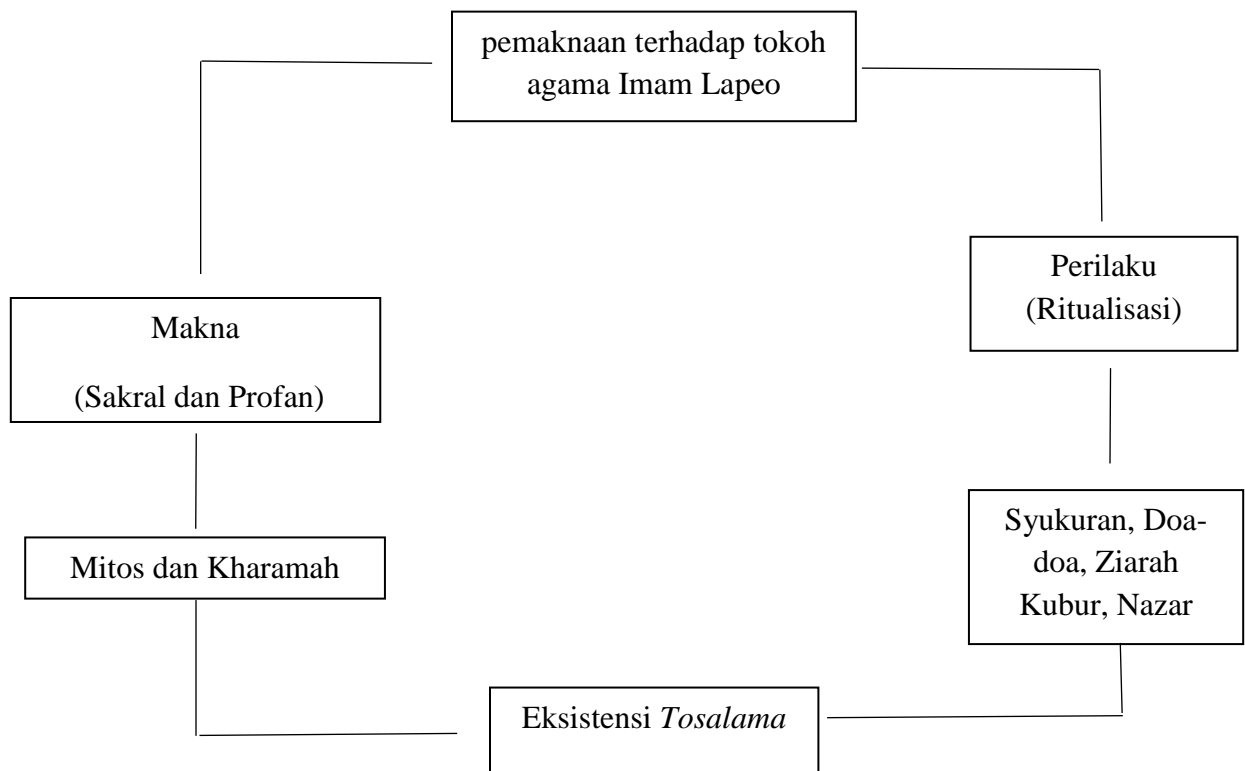 pemaknaan terhadap tokoh
agama Imam Lapeo
Perilaku
(Ritualisasi)
Makna
(Sakral dan Profan)
Syukuran, Doa-
doa, Ziarah
Kubur, Nazar
Mitos dan Kharamah
Eksistensi Tosalama